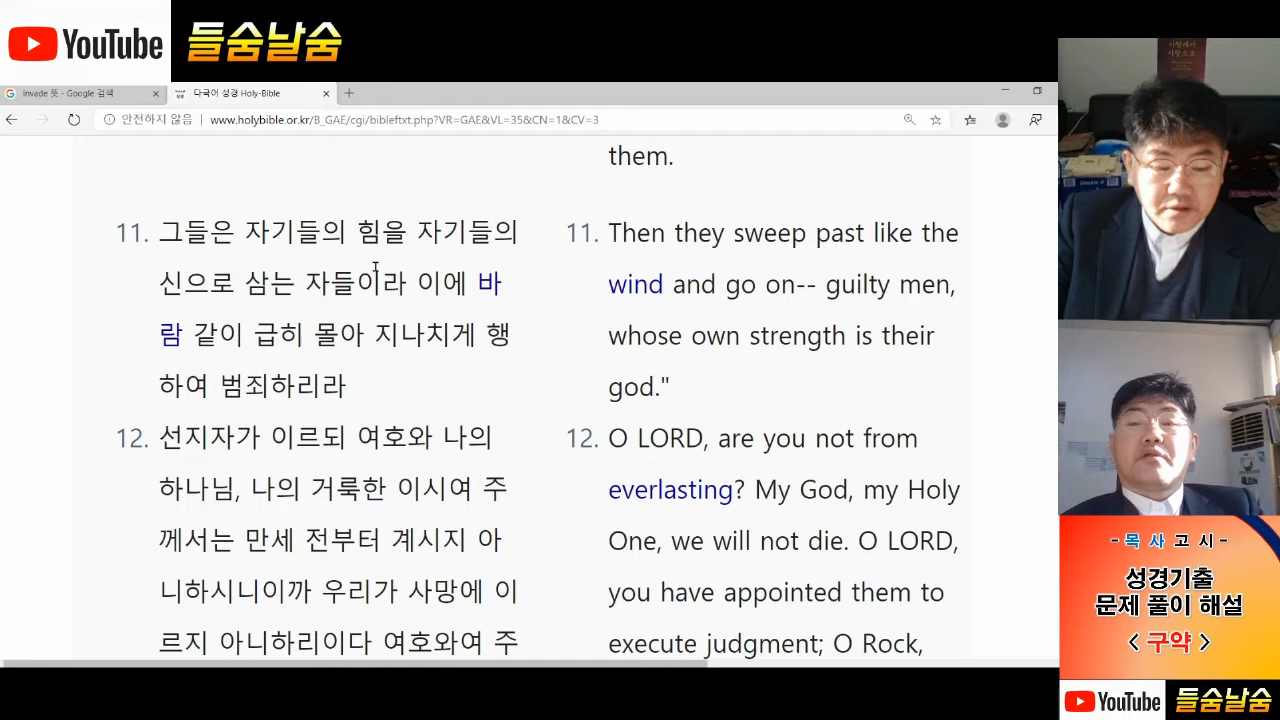 YouTube 들숨날숨
invade 뜻 - Google 검색
다국어 성경 Holy-Bible
안전하지 않음 | www.holybible.or.kr/B_GAE/cgi/bibleftxt.php?VR=GAE&VL=35&CN=1&CV=3
them.
11. 그들은 자기들의 힘을 자기들의
신으로 삼는 자들이라 이에 바
람 같이 급히 몰아 지나치게 행
하여 범죄하리라
12. 선지자가 이르되 여호와 나의
하나님, 나의 거룩한 이시여 주
께서는 만세 전부터 계시지 아
니하시니이까 우리가 사망에 이
르지 아니하리이다 여호와여 주
11. Then they sweep past like the
wind and go on-- guilty men,
whose own strength is their
god."
12. O LORD, are you not from
everlasting? My God, my Holy
One, we will not die. O LORD,
you have appointed them to
execute judgment; O Rock,
Double A
- 목 사 고 시 -
성경기출
문제 풀이 해설
< 구약 >
YouTube 들숨날숨